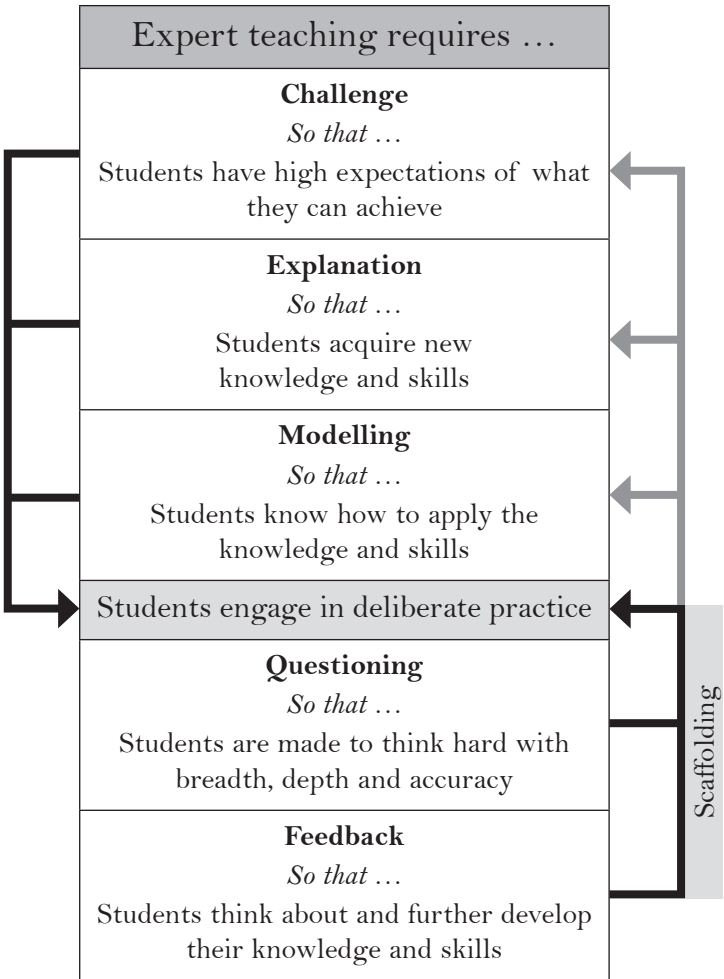 Expert teaching requires …
Challenge
So that …
Students have high expectations of what
they can achieve
Explanation
So that …
Students acquire new
knowledge and skills
Modelling
So that …
Students know how to apply the
knowledge and skills
Students engage in deliberate practice
Questioning
So that …
Students are made to think hard with
breadth, depth and accuracy
Feedback
So that …
Students think about and further develop
their knowledge and skills
Scaffolding